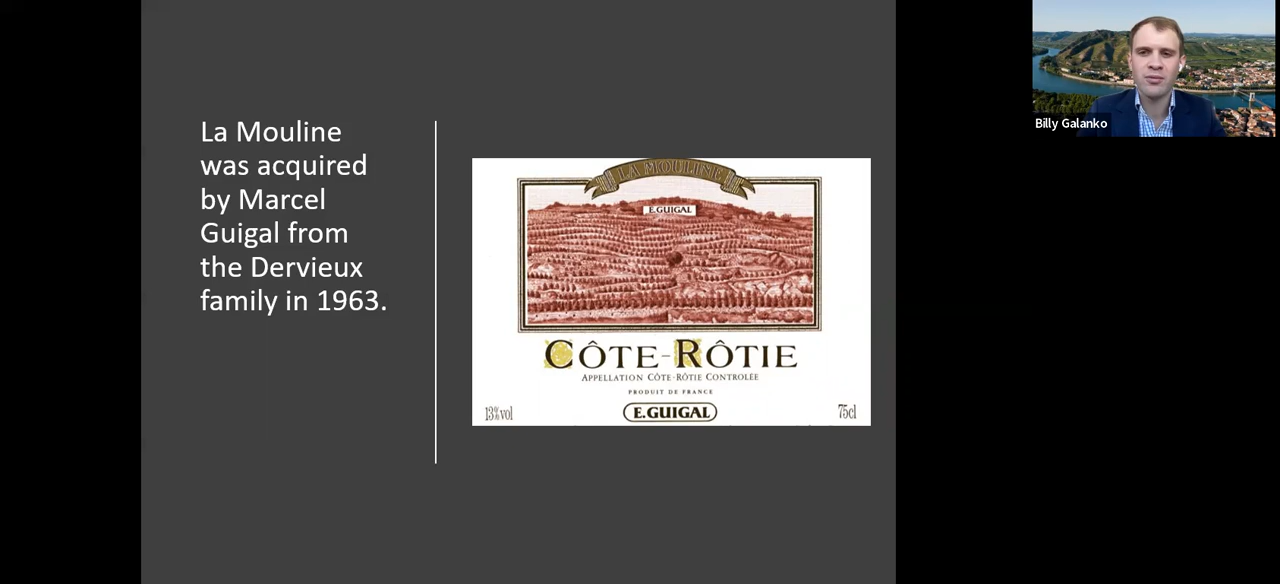 La Mouline
was acquired
by Marcel
Guigal from
the Dervieux
family in 1963.
LA MOULINE
E.GUIGAL
CÔTE-RÔTIE
APPELLATION CÔTE-RÔTIE CONTROLÉE
PRODUIT DE FRANCE
13%vol
E.GUIGAL
75cl
Billy Galanko